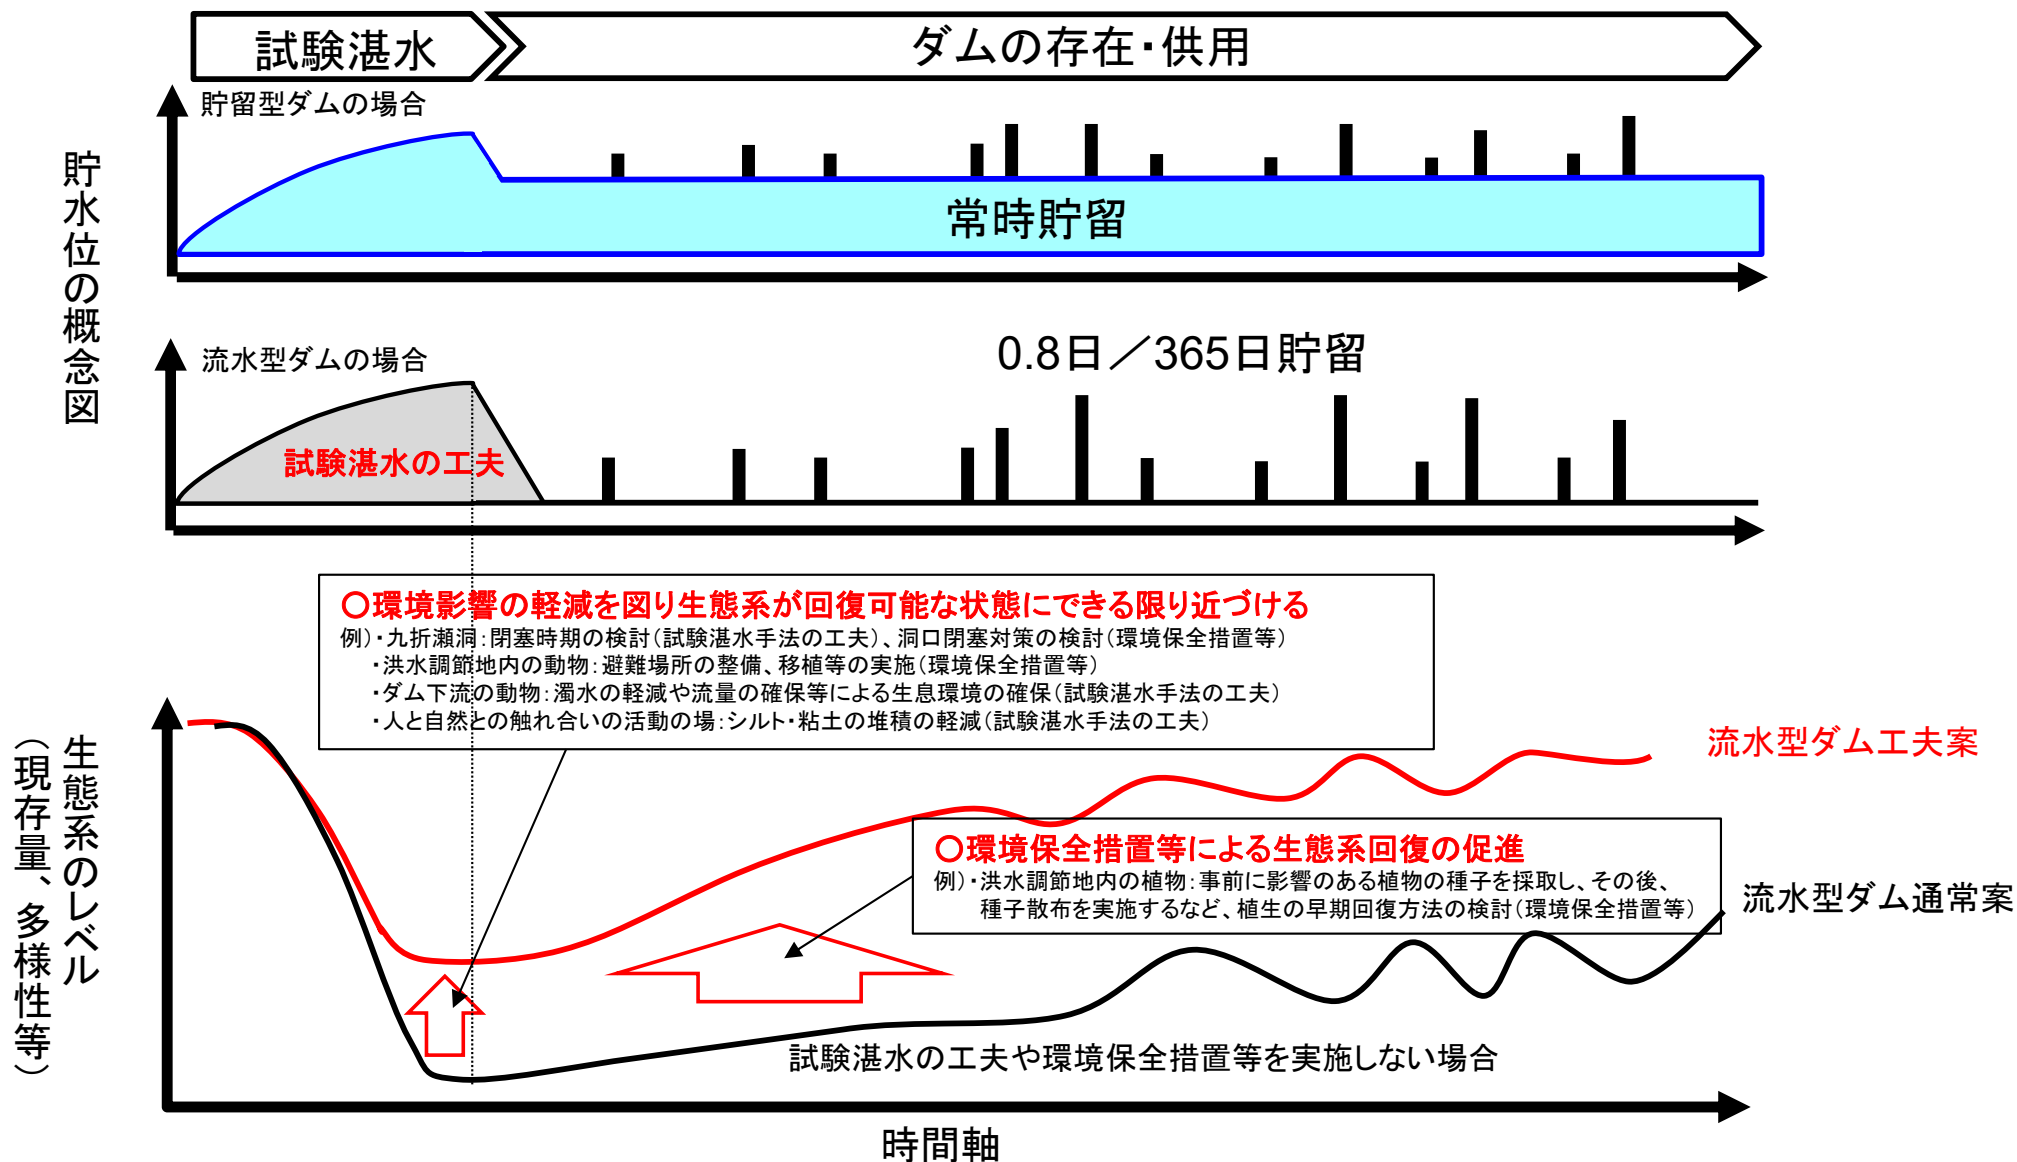 試験湛水
ダムの存在・供用
貯留型ダムの場合
貯水位の概念図
常時貯留
流水型ダムの場合
0.8日／365日貯留
試験湛水の工夫
〇環境影響の軽減を図り生態系が回復可能な状態にできる限り近づける
例）・九折瀬洞：閉塞時期の検討（試験湛水手法の工夫）、洞口閉塞対策の検討（環境保全措置等）
・洪水調節地内の動物：避難場所の整備、移植等の実施（環境保全措置等）
・ダム下流の動物：濁水の軽減や流量の確保等による生息環境の確保（試験湛水手法の工夫）
・人と自然との触れ合いの活動の場：シルト・粘土の堆積の軽減（試験湛水手法の工夫）
生態系のレベル
（現存量、多様性等）
流水型ダム工夫案
〇環境保全措置等による生態系回復の促進
例）・洪水調節地内の植物：事前に影響のある植物の種子を採取し、その後、
種子散布を実施するなど、植生の早期回復方法の検討（環境保全措置等）
流水型ダム通常案
試験湛水の工夫や環境保全措置等を実施しない場合
時間軸